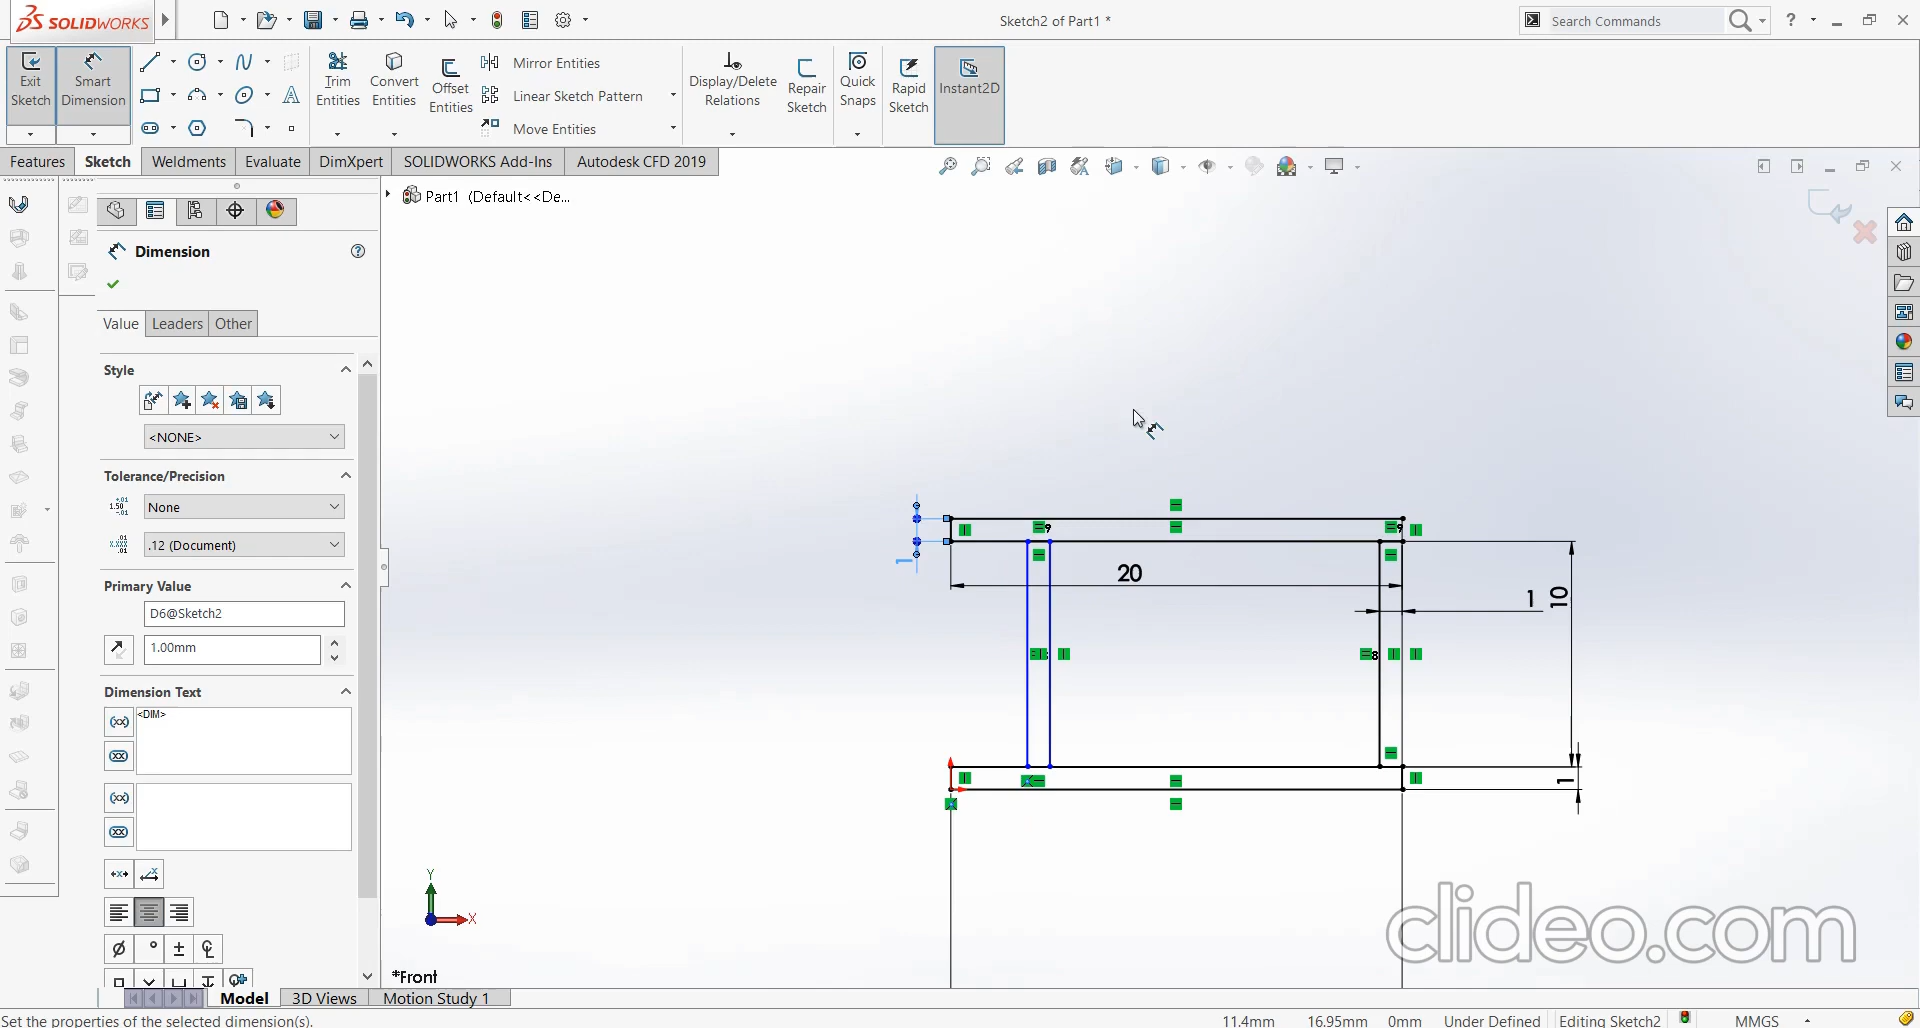 SOLIDWORKS
Sketch2 of Part1 *
Search Commands
?
Exit Sketch
Smart Dimension
Trim Entities
Convert Entities
Offset Entities
Mirror Entities
Linear Sketch Pattern
Move Entities
Display/Delete Relations
Repair Sketch
Quick Snaps
Rapid Sketch
Instant2D
Features
Sketch
Weldments
Evaluate
DimXpert
SOLIDWORKS Add-Ins
Autodesk CFD 2019
Part1 (Default<<De...
Dimension
Value
Leaders
Other
Style
<NONE>
Tolerance/Precision
None
.12 (Document)
Primary Value
D6@Sketch2
1.00mm
Dimension Text
<DIM>
9
9
1
20
1
10
8
1
Y
X
*Front
clideo.com
Model
3D Views
Motion Study 1
Set the properties of the selected dimension(s).
11.4mm
16.95mm
0mm
Under Defined
Editing Sketch2
MMGS